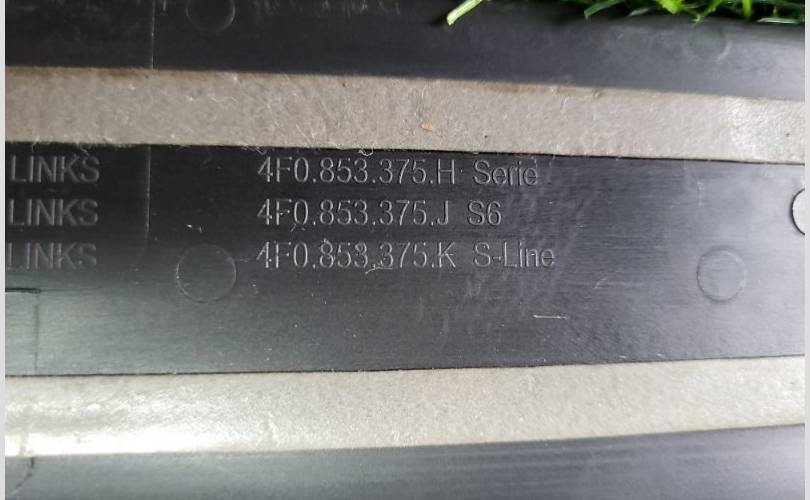 LINKS 4F0.853.375.H Serie
LINKS 4F0.853.375.J S6
LINKS 4F0.853.375.K S-Line